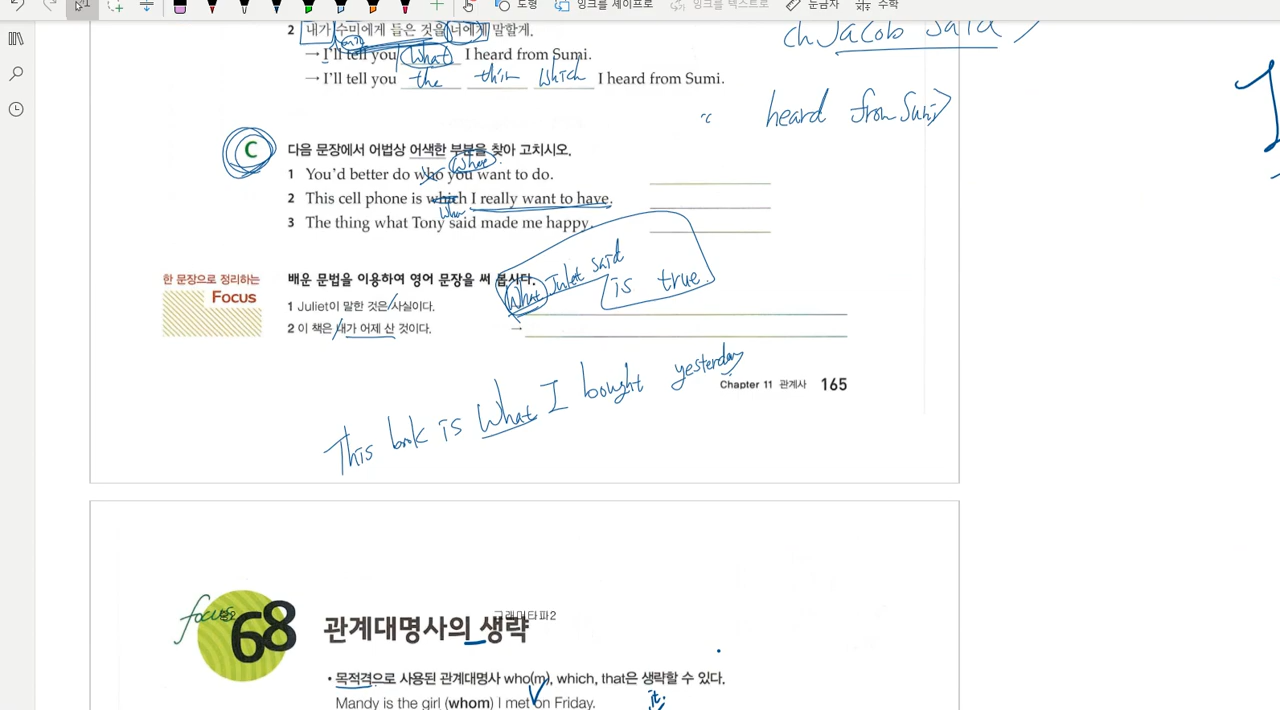 도형
잉크를 셰이프로
잉크를 텍스트로
눈금자
수학
ch Jacob said >
2 내가 수미에게 들은 것을 너에게 말할게.
→ I'll tell you What I heard from Sumi.
→ I'll tell you the thin which I heard from Sumi.
heard from Sumi>
C 다음 문장에서 어법상 어색한 부분을 찾아 고치시오.
1 You'd better do who you want to do.
2 This cell phone is which I really want to have.
3 The thing what Tony said made me happy.
What Juliet said
is true.
한 문장으로 정리하는
Focus
배운 문법을 이용하여 영어 문장을 써 봅시다.
1 Juliet이 말한 것은 사실이다.
2 이 책은 내가 어제 산 것이다.
→
This book is What I bought yesterday
Chapter 11 관계사 165
focus
68 관계대명사의 생략
그래머타파2
• 목적격으로 사용된 관계대명사 who(m), which, that은 생략할 수 있다.
Mandy is the girl (whom) I met on Friday.
it.